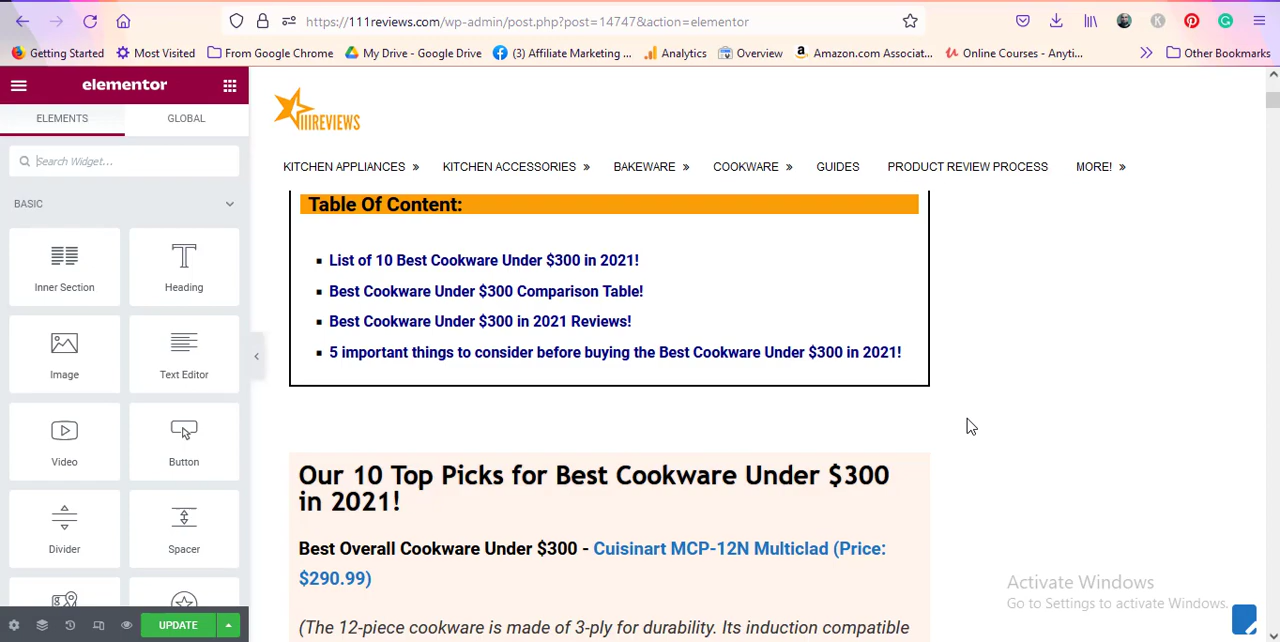 https://111reviews.com/wp-admin/post.php?post=14747&action=elementor
Getting Started Most Visited From Google Chrome My Drive - Google Drive (3) Affiliate Marketing ... Analytics Overview Amazon.com Associat... Online Courses - Anyti... Other Bookmarks
elementor
ELEMENTS GLOBAL
Search Widget...
BASIC
Inner Section Heading
Image Text Editor
Video Button
Divider Spacer
UPDATE
111REVIEWS
KITCHEN APPLIANCES » KITCHEN ACCESSORIES » BAKEWARE » COOKWARE » GUIDES PRODUCT REVIEW PROCESS MORE! »
Table Of Content:
▪ List of 10 Best Cookware Under $300 in 2021!
▪ Best Cookware Under $300 Comparison Table!
▪ Best Cookware Under $300 in 2021 Reviews!
▪ 5 important things to consider before buying the Best Cookware Under $300 in 2021!
Our 10 Top Picks for Best Cookware Under $300
in 2021!
Best Overall Cookware Under $300 - Cuisinart MCP-12N Multiclad (Price:
$290.99)
(The 12-piece cookware is made of 3-ply for durability. Its induction compatible
Activate Windows
Go to Settings to activate Windows.